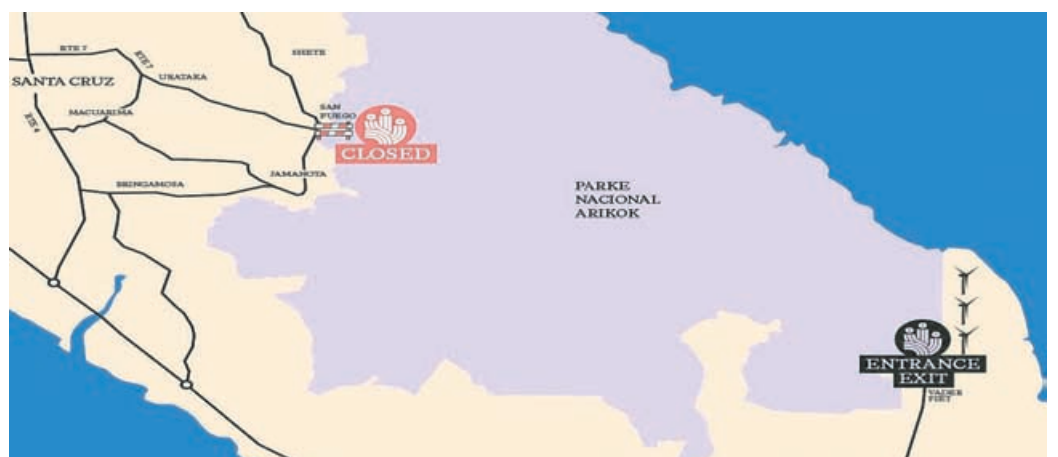 RTE 7
RTE 7
SHETE
SANTA CRUZ
URATAKA
SAN
FUEGO
MACUARIMA
RTE 4
CLOSED
JAMANOTA
BRINGAMOSA
PARKE
NACIONAL
ARIKOK
ENTRANCE
EXIT
VADER
PIET